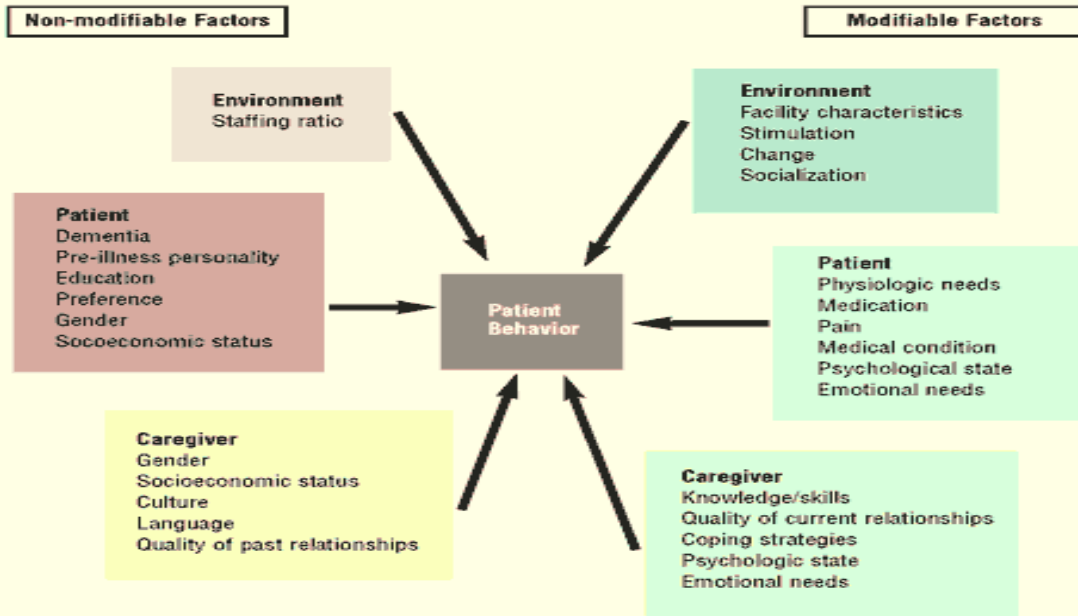 Non-modifiable Factors
Modifiable Factors
Environment
Staffing ratio
Environment
Facility characteristics
Stimulation
Change
Socialization
Patient
Dementia
Pre-illness personality
Education
Preference
Gender
Socoeconomic status
Patient
Behavior
Patient
Physiologic needs
Medication
Pain
Medical condition
Psychological state
Emotional needs
Caregiver
Gender
Socioeconomic status
Culture
Language
Quality of past relationships
Caregiver
Knowledge/skills
Quality of current relationships
Coping strategies
Psychologic state
Emotional needs